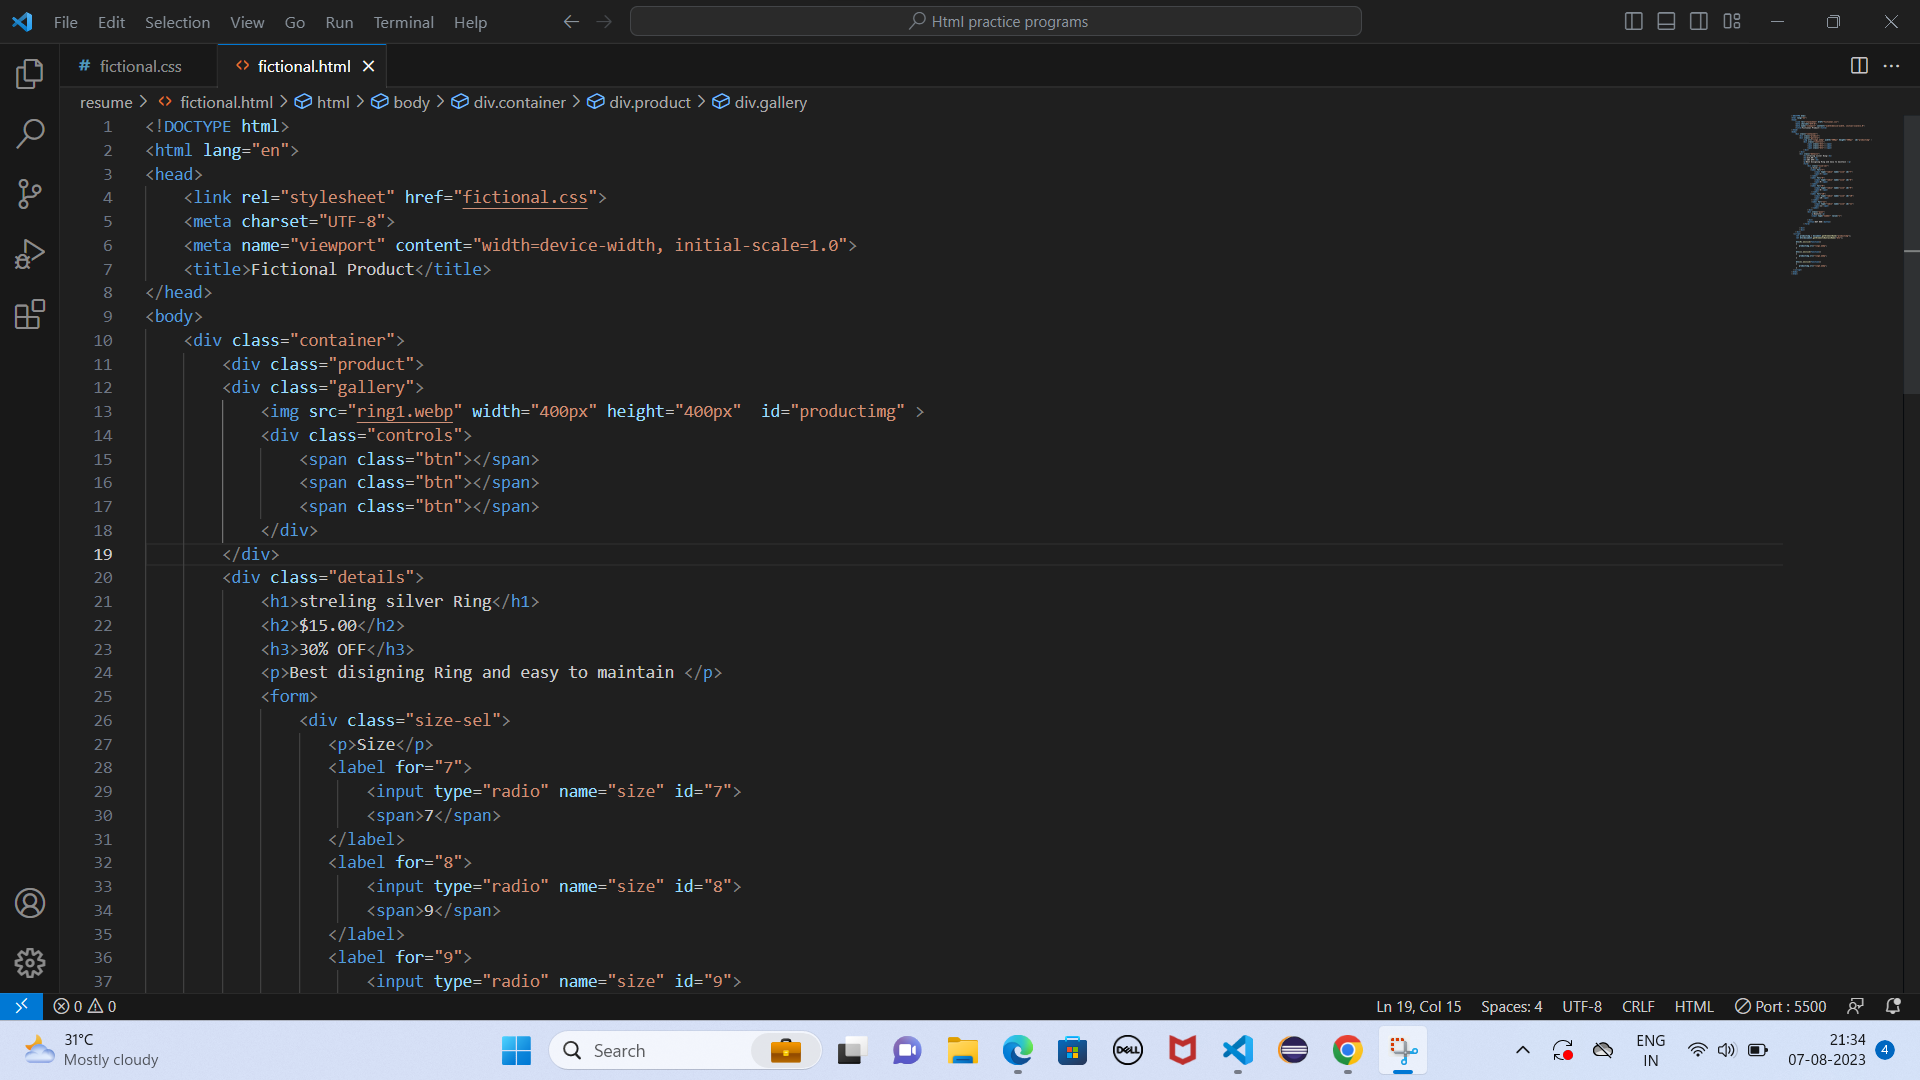 File Edit Selection View Go Run Terminal Help
Html practice programs
# fictional.css
<> fictional.html
resume > <> fictional.html > html > body > div.container > div.product > div.gallery
1 <!DOCTYPE html>
2 <html lang="en">
3 <head>
4 <link rel="stylesheet" href="fictional.css">
5 <meta charset="UTF-8">
6 <meta name="viewport" content="width=device-width, initial-scale=1.0">
7 <title>Fictional Product</title>
8 </head>
9 <body>
10 <div class="container">
11 <div class="product">
12 <div class="gallery">
13 <img src="ring1.webp" width="400px" height="400px"  id="productimg" >
14 <div class="controls">
15 <span class="btn"></span>
16 <span class="btn"></span>
17 <span class="btn"></span>
18 </div>
19 </div>
20 <div class="details">
21 <h1>streling silver Ring</h1>
22 <h2>$15.00</h2>
23 <h3>30% OFF</h3>
24 <p>Best disigning Ring and easy to maintain </p>
25 <form>
26 <div class="size-sel">
27 <p>Size</p>
28 <label for="7">
29 <input type="radio" name="size" id="7">
30 <span>7</span>
31 </label>
32 <label for="8">
33 <input type="radio" name="size" id="8">
34 <span>9</span>
35 </label>
36 <label for="9">
37 <input type="radio" name="size" id="9">
0 0
Ln 19, Col 15 Spaces: 4 UTF-8 CRLF HTML Port : 5500
31°C
Mostly cloudy
Search
DELL
ENG
IN
21:34
07-08-2023
4